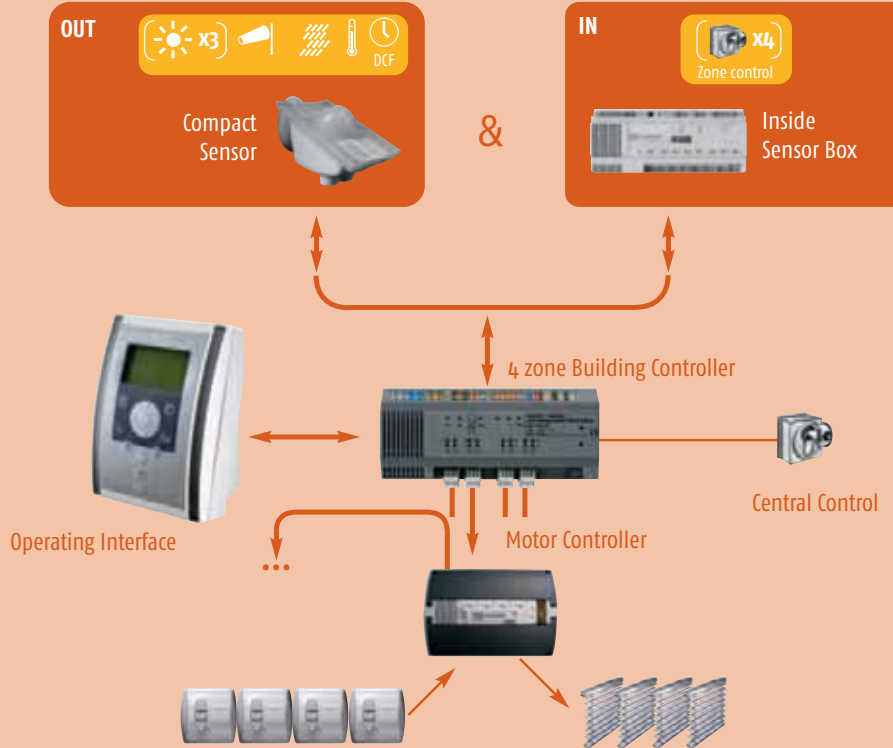 OUT
x3
DCF
Compact
Sensor
&
IN
x4
Zone control
Inside
Sensor Box
4 zone Building Controller
Operating Interface
Motor Controller
Central Control
...